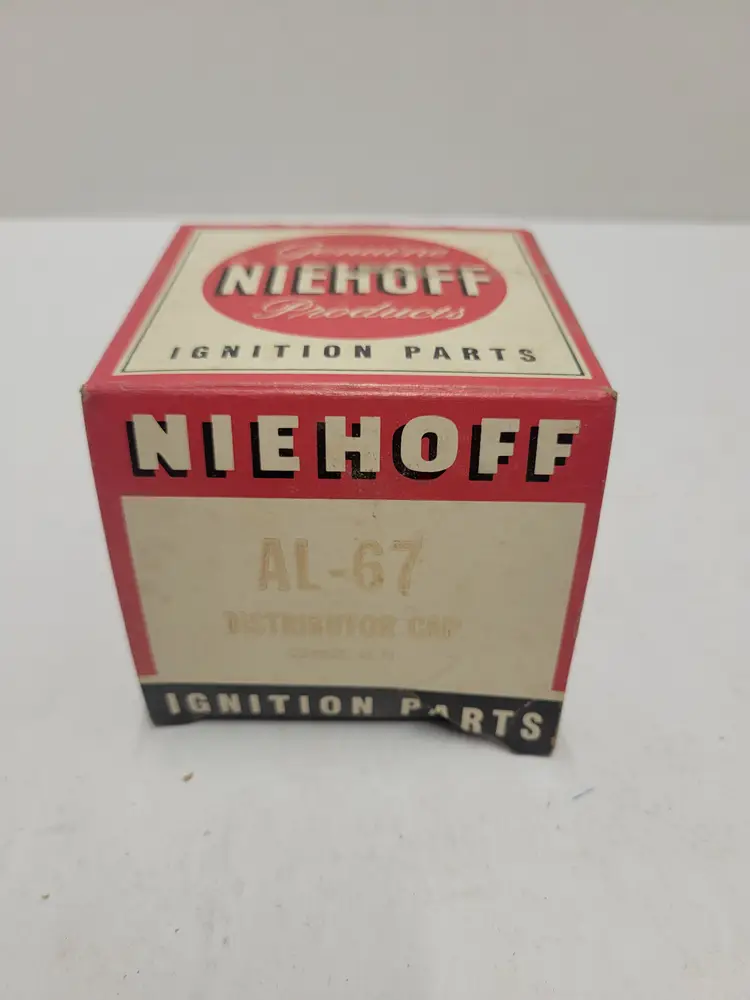 Genuine
NIEHOFF
Products
IGNITION PARTS
NIEHOFF
AL-67
DISTRIBUTOR CAP
IGNITION PARTS